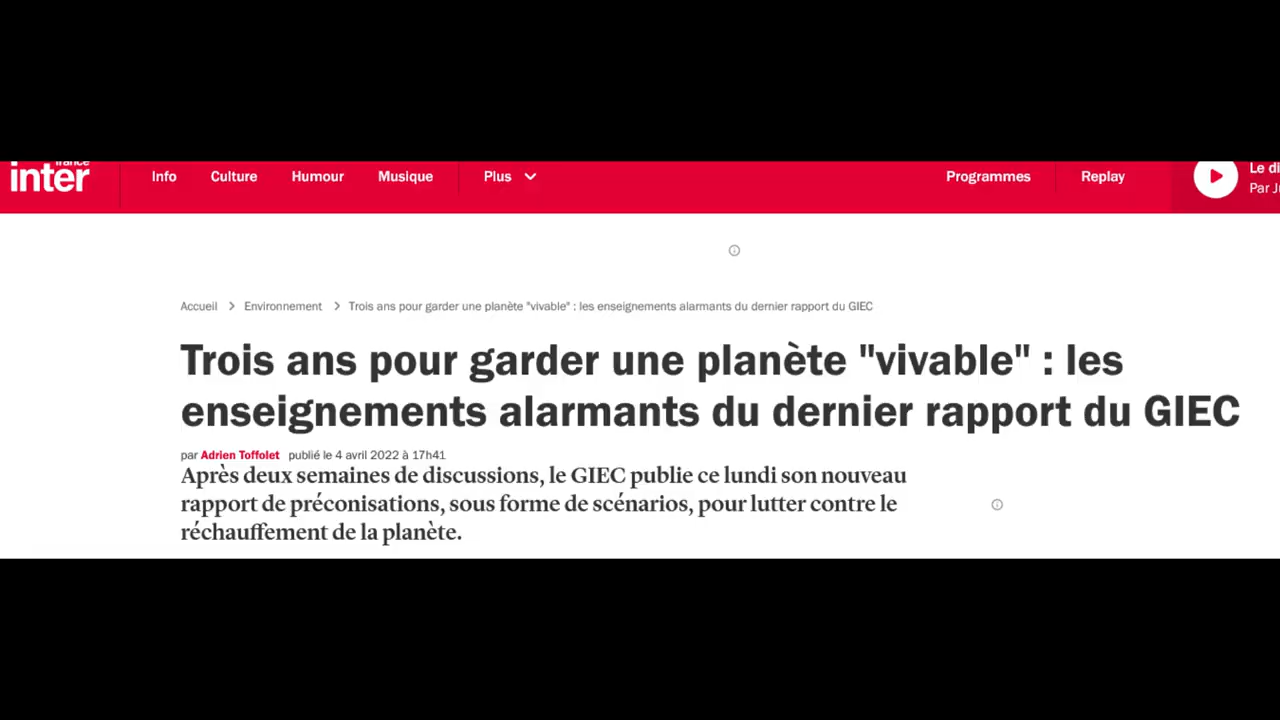 france
inter
Info
Culture
Humour
Musique
Plus
Programmes
Replay
Le di
Par J
Accueil > Environnement > Trois ans pour garder une planète "vivable" : les enseignements alarmants du dernier rapport du GIEC
Trois ans pour garder une planète "vivable" : les
enseignements alarmants du dernier rapport du GIEC
par Adrien Toffolet publié le 4 avril 2022 à 17h41
Après deux semaines de discussions, le GIEC publie ce lundi son nouveau
rapport de préconisations, sous forme de scénarios, pour lutter contre le
réchauffement de la planète.